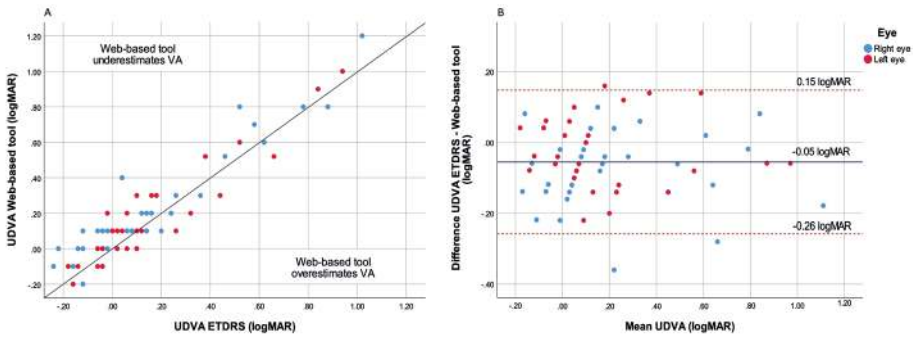 A
UDVA Web-based tool (logMAR)
1.20
1.00
.80
.60
.40
.20
.00
-.20
Web-based tool
underestimates VA
Web-based tool
overestimates VA
-.20 .00 .20 .40 .60 .80 1.00 1.20
UDVA ETDRS (logMAR)
B
Difference UDVA ETDRS - Web-based tool
(logMAR)
.20
.00
-.20
-.40
0.15 logMAR
-0.05 logMAR
-0.26 logMAR
-.20 .00 .20 .40 .60 .80 1.00 1.20
Mean UDVA (logMAR)
Eye
Right eye
Left eye